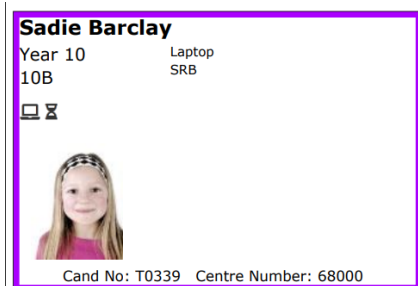 Sadie Barclay
Year 10
Laptop
10B
SRB
Cand No: T0339 Centre Number: 68000